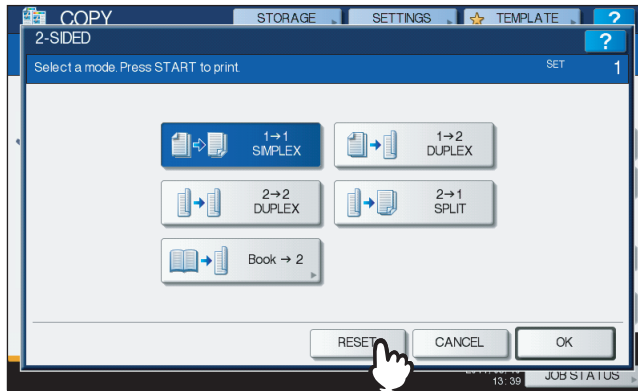 COPY
STORAGE
SETTINGS
TEMPLATE
?
2-SIDED
?
Select a mode. Press START to print.
SET
1
1→1
SIMPLEX
1→2
DUPLEX
2→2
DUPLEX
2→1
SPLIT
Book → 2
RESET
CANCEL
OK
13:39
JOB STATUS